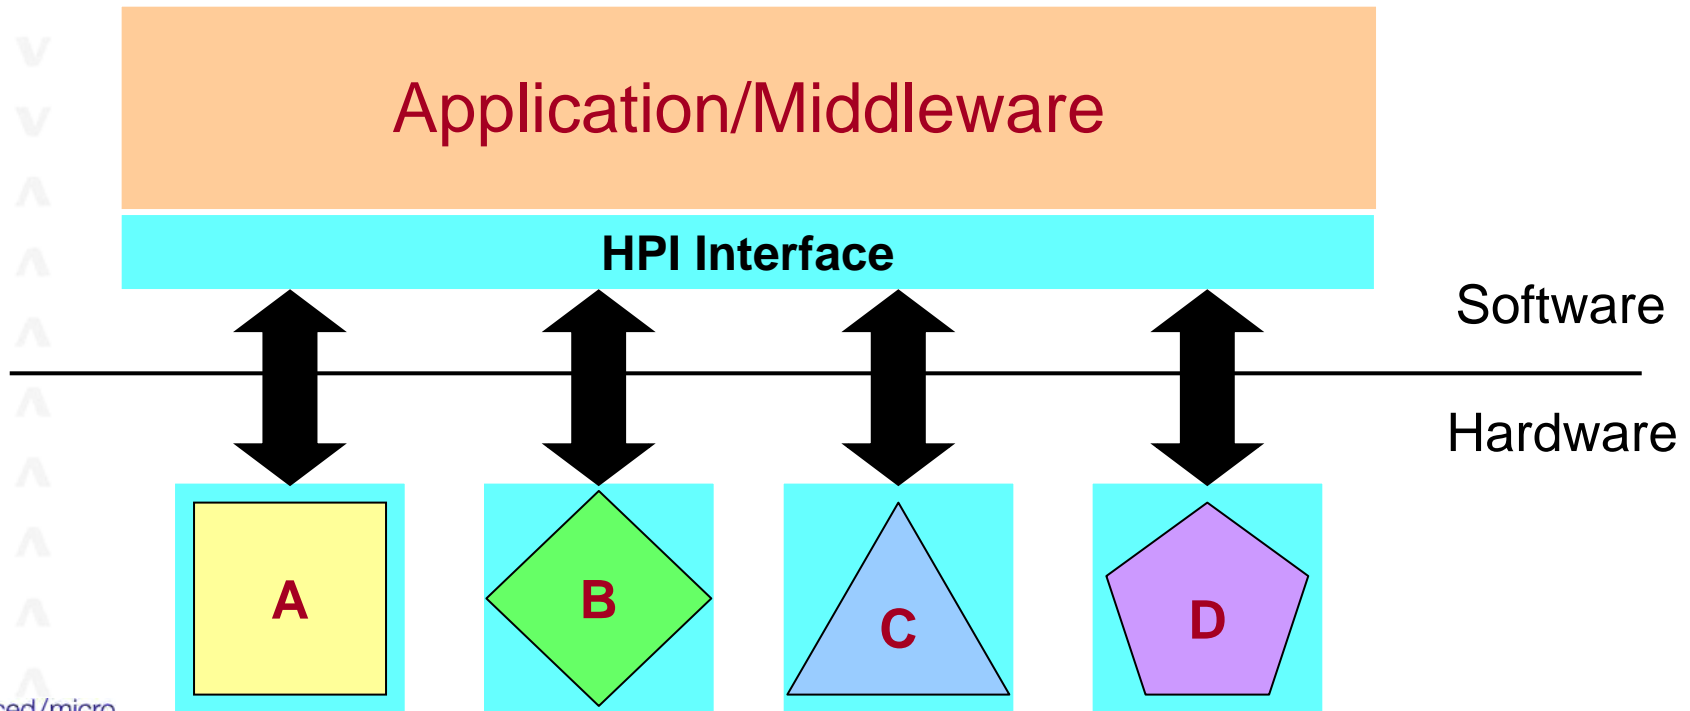 Application/Middleware
HPI Interface
Software
Hardware
A
B
C
D